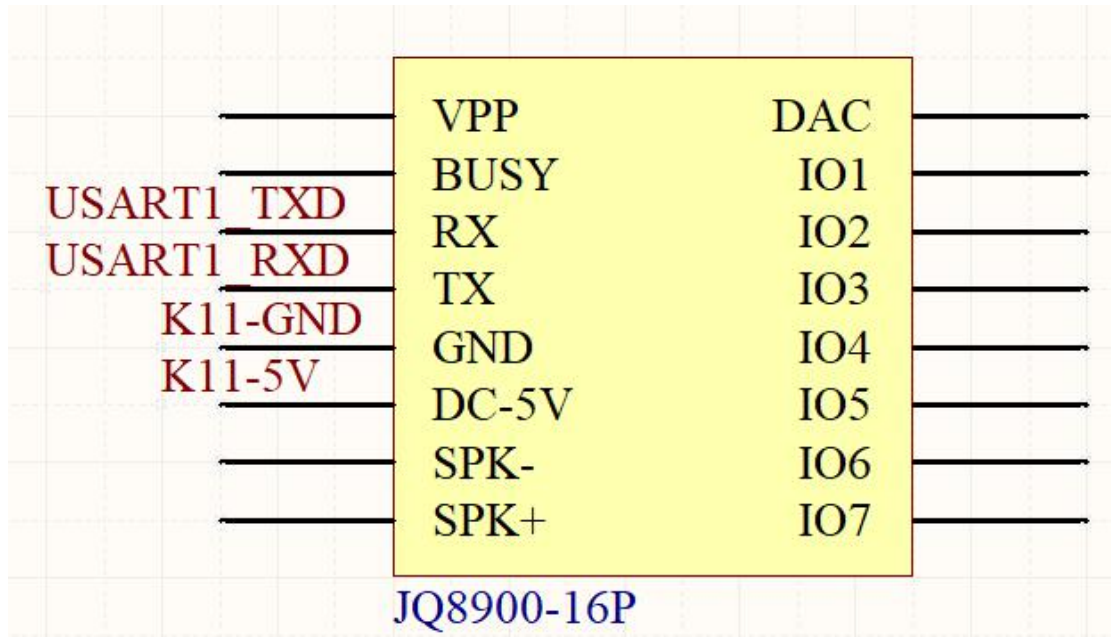 VPP DAC
BUSY IO1
USART1_TXD
RX IO2
USART1_RXD
TX IO3
K11-GND
GND IO4
K11-5V
DC-5V IO5
SPK- IO6
SPK+ IO7
JQ8900-16P